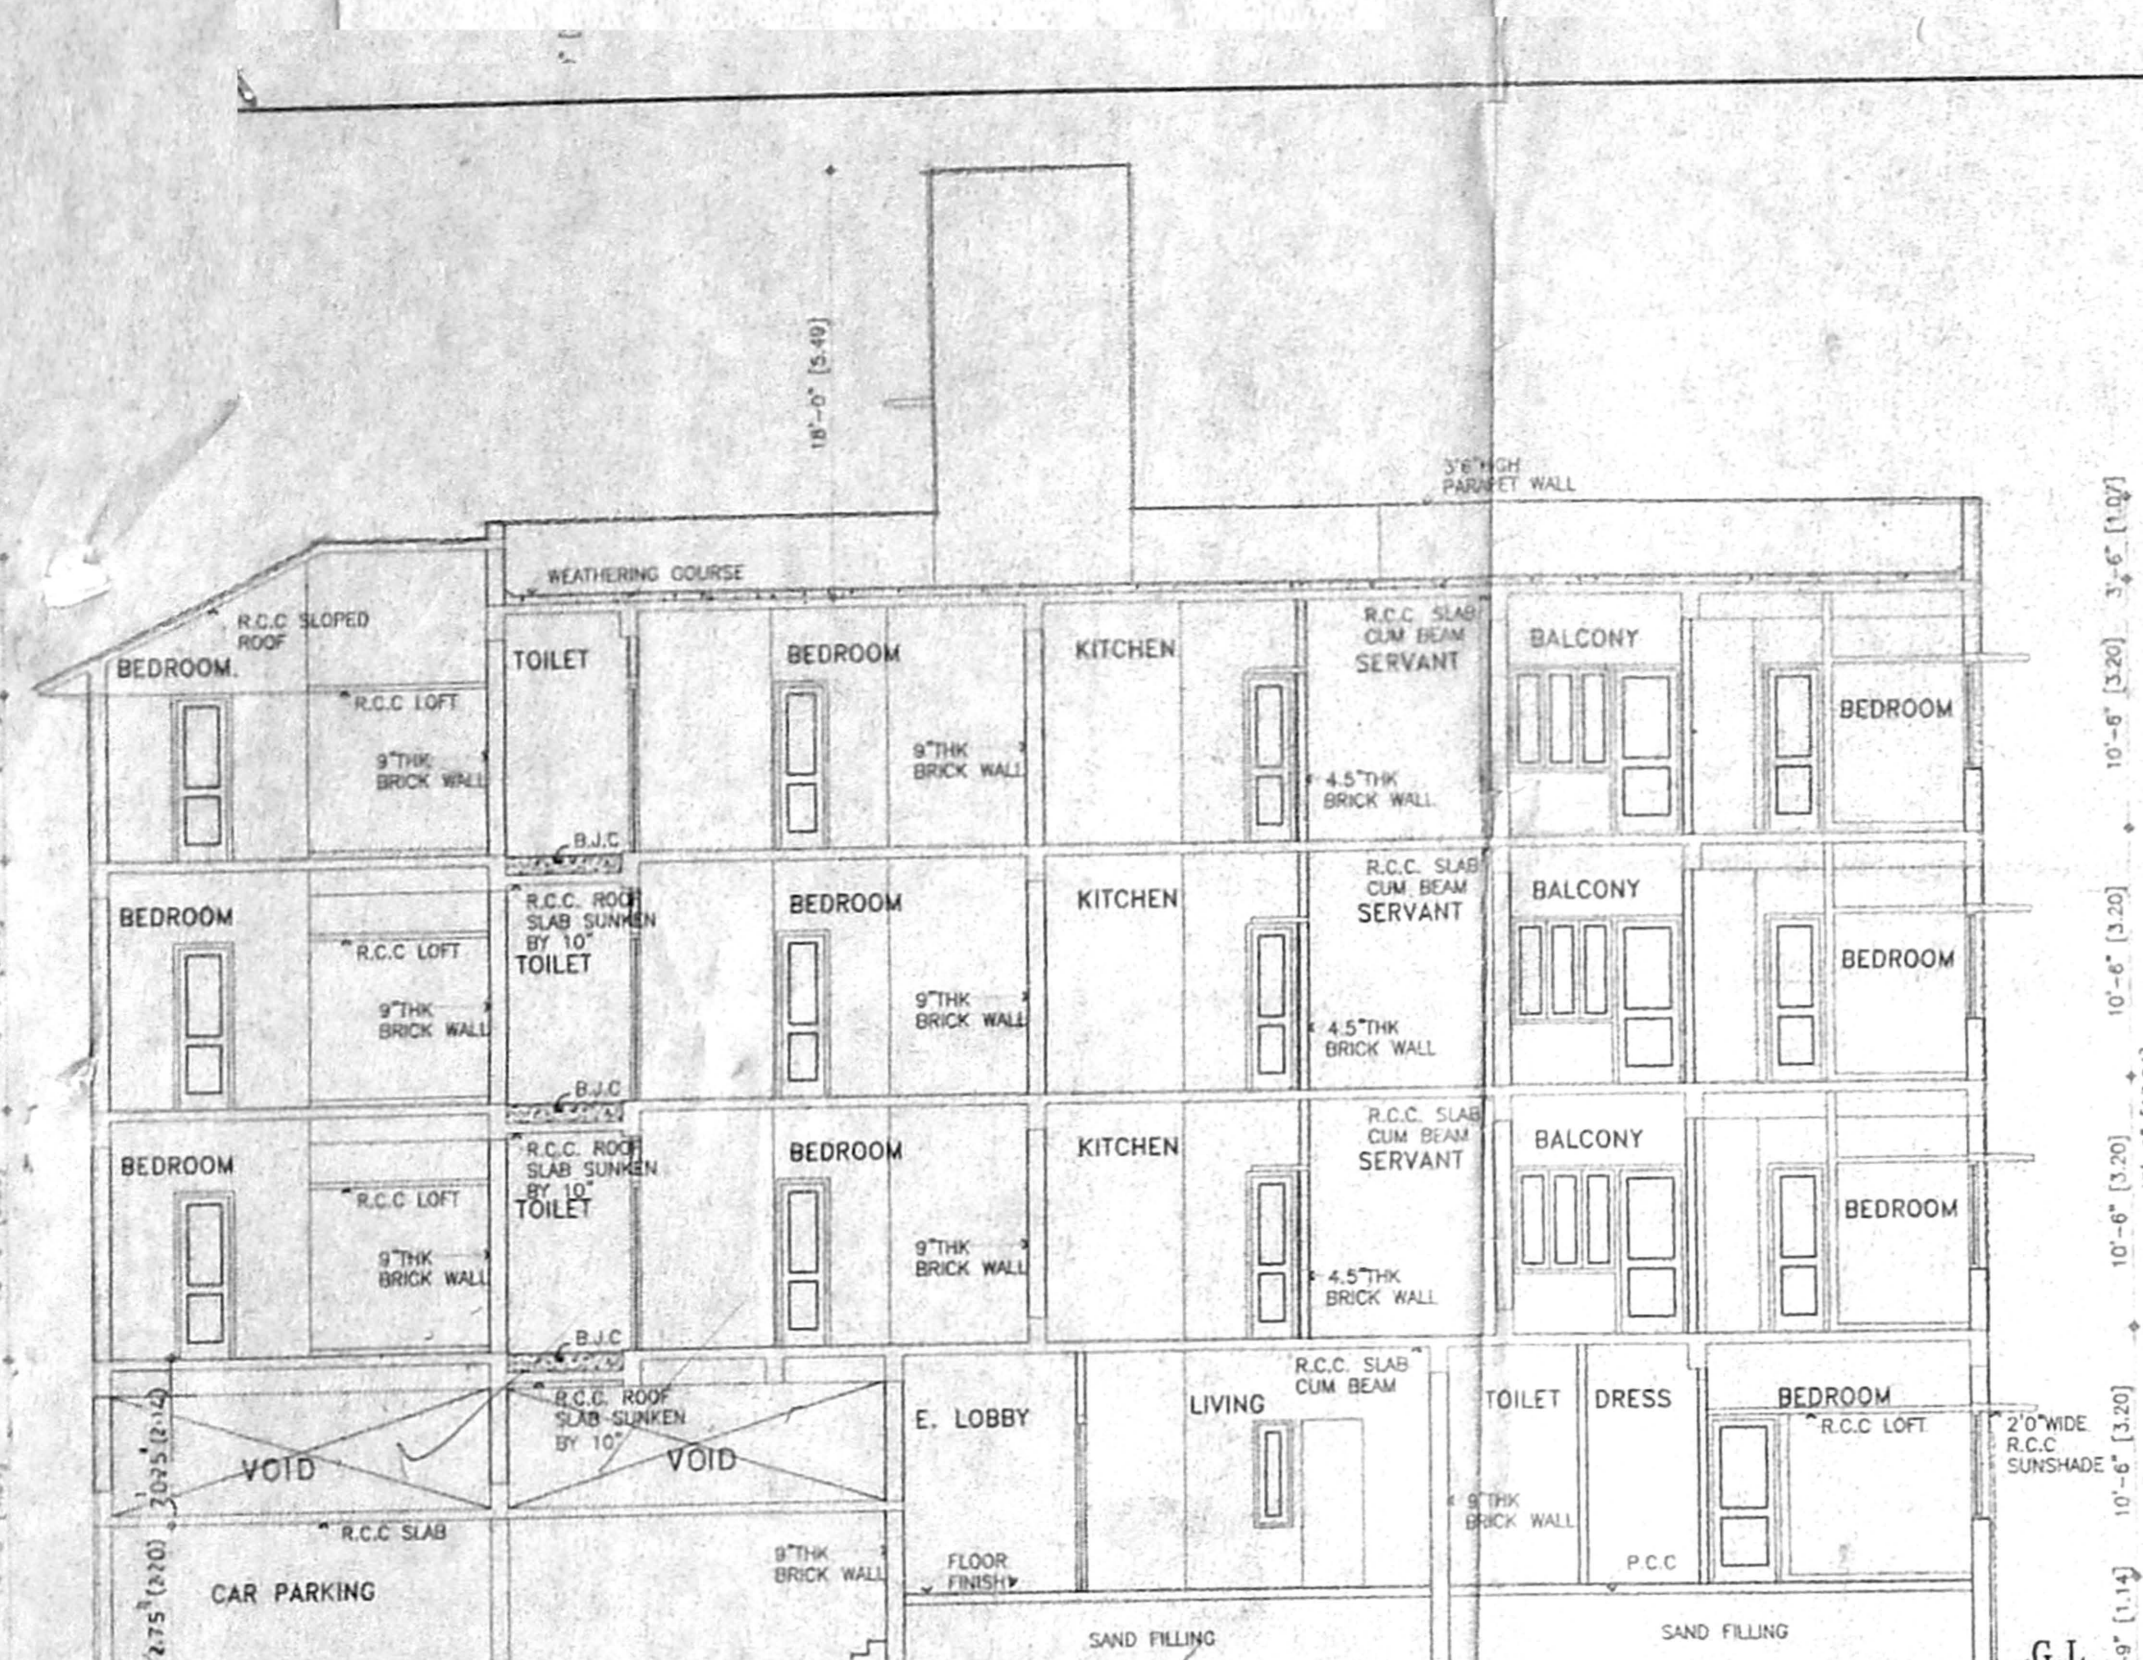 18'-0" [5.49]
3'6"HIGH
PARAPET WALL
3'-6" [1.07]
WEATHERING COURSE
R.C.C SLOPED
ROOF
BEDROOM
TOILET
BEDROOM
KITCHEN
R.C.C. SLAB
CUM BEAM
SERVANT
BALCONY
BEDROOM
10'-6" [3.20]
R.C.C LOFT
9"THK
BRICK WALL
9"THK
BRICK WALL
4.5"THK
BRICK WALL
B.J.C
BEDROOM
R.C.C. ROOF
SLAB SUNKEN
BY 10"
TOILET
BEDROOM
KITCHEN
R.C.C. SLAB
CUM BEAM
SERVANT
BALCONY
BEDROOM
10'-6" [3.20]
R.C.C LOFT
9"THK
BRICK WALL
9"THK
BRICK WALL
4.5"THK
BRICK WALL
B.J.C
BEDROOM
R.C.C. ROOF
SLAB SUNKEN
BY 10"
TOILET
BEDROOM
KITCHEN
R.C.C. SLAB
CUM BEAM
SERVANT
BALCONY
BEDROOM
10'-6" [3.20]
R.C.C LOFT
9"THK
BRICK WALL
9"THK
BRICK WALL
4.5"THK
BRICK WALL
B.J.C
R.C.C. ROOF
SLAB SUNKEN
BY 10"
VOID
VOID
E. LOBBY
LIVING
R.C.C. SLAB
CUM BEAM
TOILET
DRESS
BEDROOM
R.C.C LOFT
2'0"WIDE
R.C.C
SUNSHADE
10'-6" [3.20]
R.C.C SLAB
9"THK
BRICK WALL
9"THK
BRICK WALL
FLOOR
FINISH
P.C.C
CAR PARKING
SAND FILLING
SAND FILLING
[1.14]
G.L